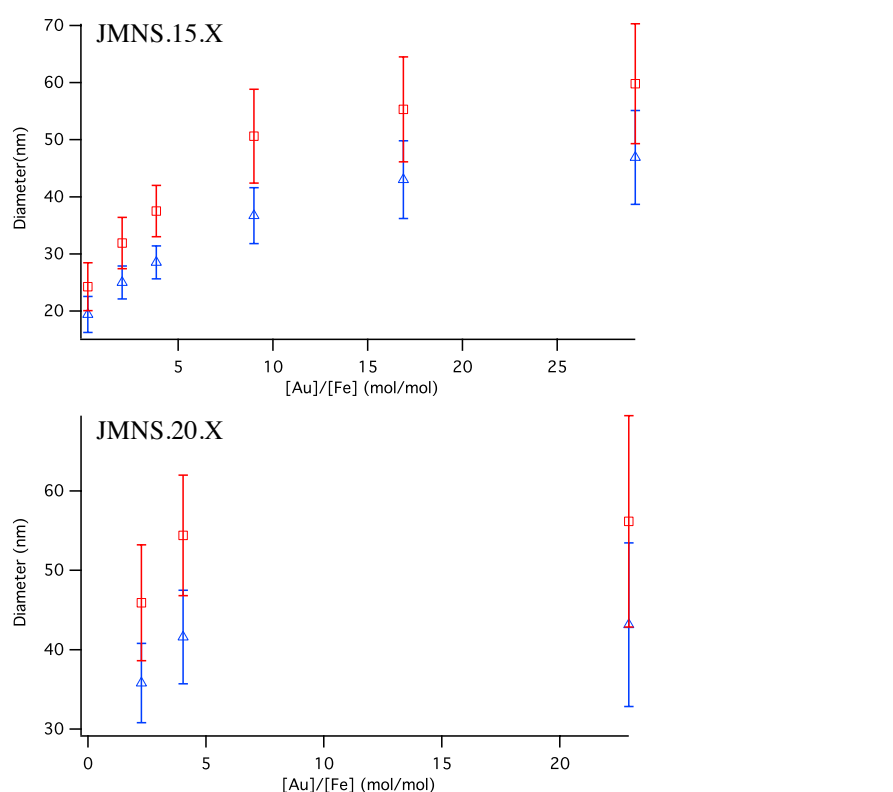 JMNS.15.X
70
60
50
40
30
20
Diameter(nm)
5 10 15 20 25
[Au]/[Fe] (mol/mol)
JMNS.20.X
60
50
40
30
Diameter (nm)
0 5 10 15 20
[Au]/[Fe] (mol/mol)